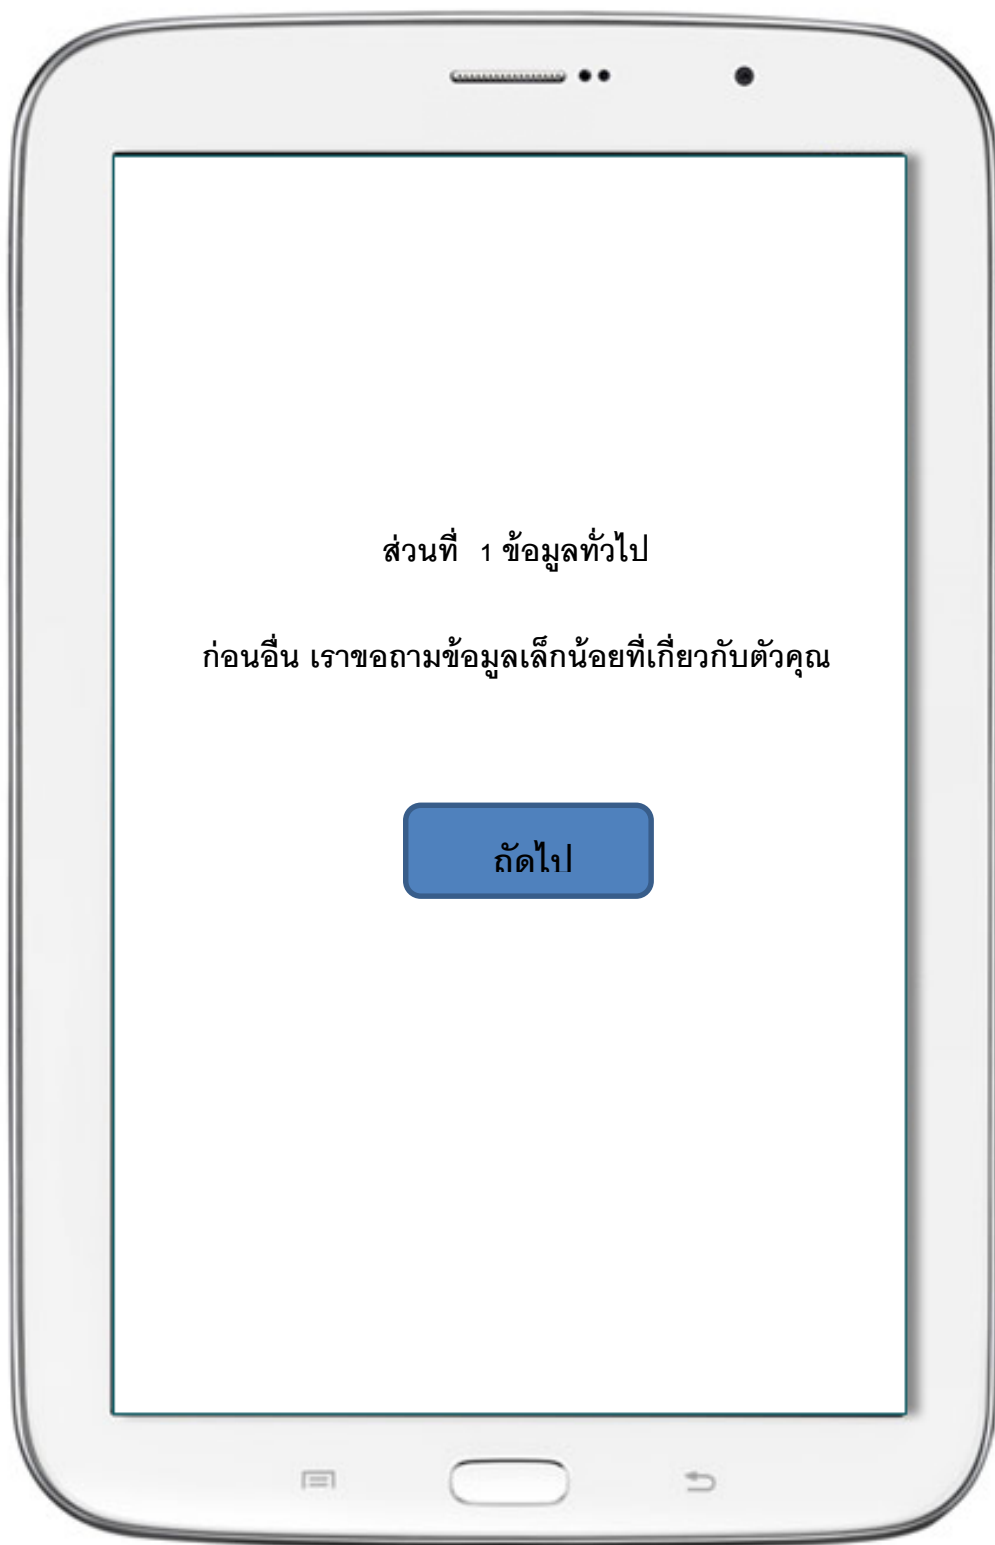 ส่วนที่ 1 ข้อมูลทั่วไป
ก่อนอื่น เราขอถามข้อมูลเล็กน้อยที่เกี่ยวกับตัวคุณ
ถัดไป